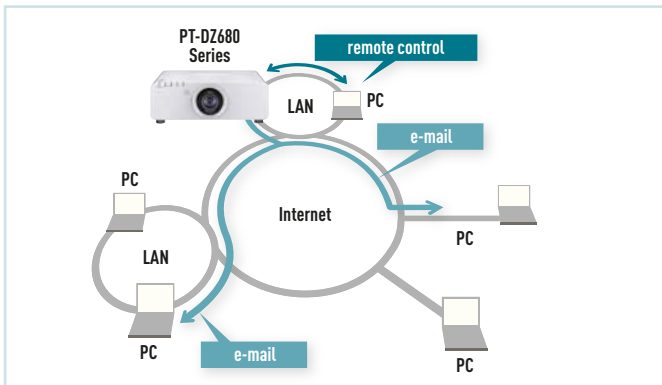 PT-DZ680
Series
remote control
LAN
PC
e-mail
PC
Internet
PC
LAN
PC
e-mail
PC